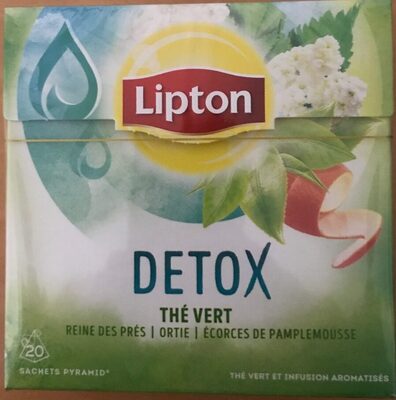 Lipton
DETOX
THÉ VERT
REINE DES PRÉS | ORTIE | ÉCORCES DE PAMPLEMOUSSE
20
SACHETS PYRAMID®
THÉ VERT ET INFUSION AROMATISÉS